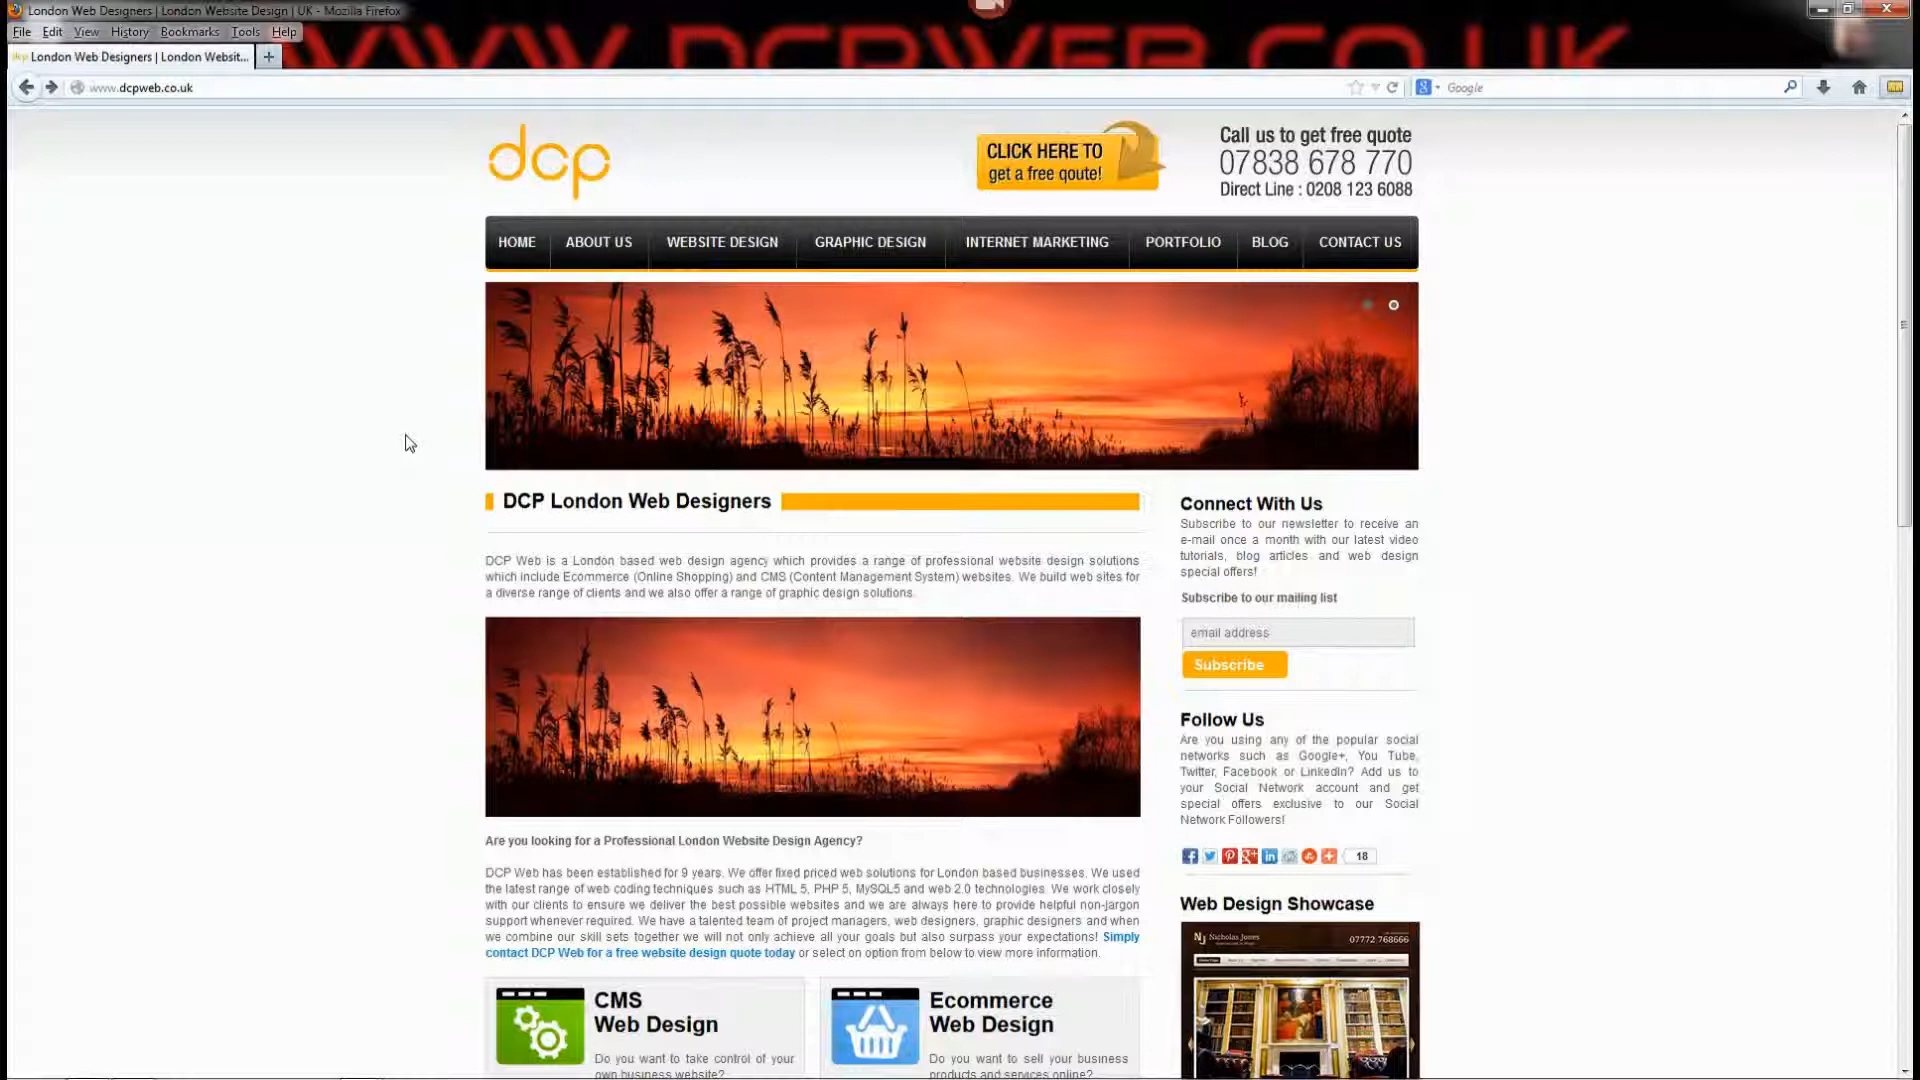 London Web Designers | London Website Design | UK - Mozilla Firefox
WWW.DCPWEB.CO.UK
File Edit View History Bookmarks Tools Help
dcp London Web Designers | London Websit...
www.dcpweb.co.uk
Google
dcp
CLICK HERE TO
get a free qoute!
Call us to get free quote
07838 678 770
Direct Line : 0208 123 6088
HOME ABOUT US WEBSITE DESIGN GRAPHIC DESIGN INTERNET MARKETING PORTFOLIO BLOG CONTACT US
DCP London Web Designers
DCP Web is a London based web design agency which provides a range of professional website design solutions
which include Ecommerce (Online Shopping) and CMS (Content Management System) websites. We build web sites for
a diverse range of clients and we also offer a range of graphic design solutions.
Are you looking for a Professional London Website Design Agency?
DCP Web has been established for 9 years. We offer fixed priced web solutions for London based businesses. We used
the latest range of web coding techniques such as HTML 5, PHP 5, MySQL5 and web 2.0 technologies. We work closely
with our clients to ensure we deliver the best possible websites and we are always here to provide helpful non-jargon
support whenever required. We have a talented team of project managers, web designers, graphic designers and when
we combine our skill sets together we will not only achieve all your goals but also surpass your expectations! Simply
contact DCP Web for a free website design quote today or select on option from below to view more information.
CMS
Web Design
Do you want to take control of your
own business website?
Ecommerce
Web Design
Do you want to sell your business
products and services online?
Connect With Us
Subscribe to our newsletter to receive an
e-mail once a month with our latest video
tutorials, blog articles and web design
special offers!
Subscribe to our mailing list
email address
Subscribe
Follow Us
Are you using any of the popular social
networks such as Google+, You Tube,
Twitter, Facebook or LinkedIn? Add us to
your Social Network account and get
special offers exclusive to our Social
Network Followers!
18
Web Design Showcase
NJ Nicholas Jones
07772 768666